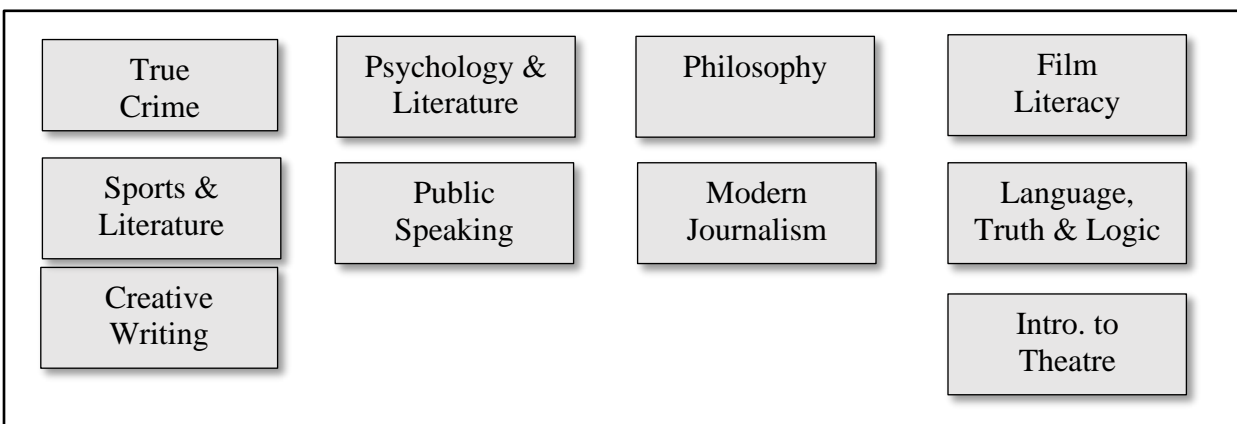 True
Crime
Psychology &
Literature
Philosophy
Film
Literacy
Sports &
Literature
Public
Speaking
Modern
Journalism
Language,
Truth & Logic
Creative
Writing
Intro. to
Theatre